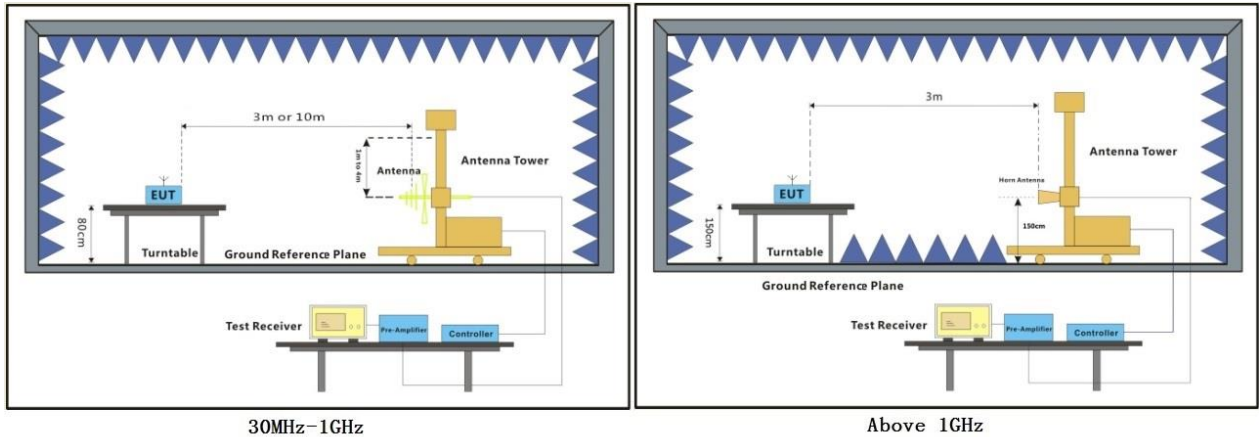 3m or 10m
1m to 4m
Antenna
Antenna Tower
EUT
80cm
Turntable
Ground Reference Plane
Test Receiver
Pre-Amplifier
Controller
30MHz-1GHz
3m
Antenna Tower
Horn Antenna
EUT
150cm
150cm
Turntable
Ground Reference Plane
Test Receiver
Pre-Amplifier
Controller
Above 1GHz